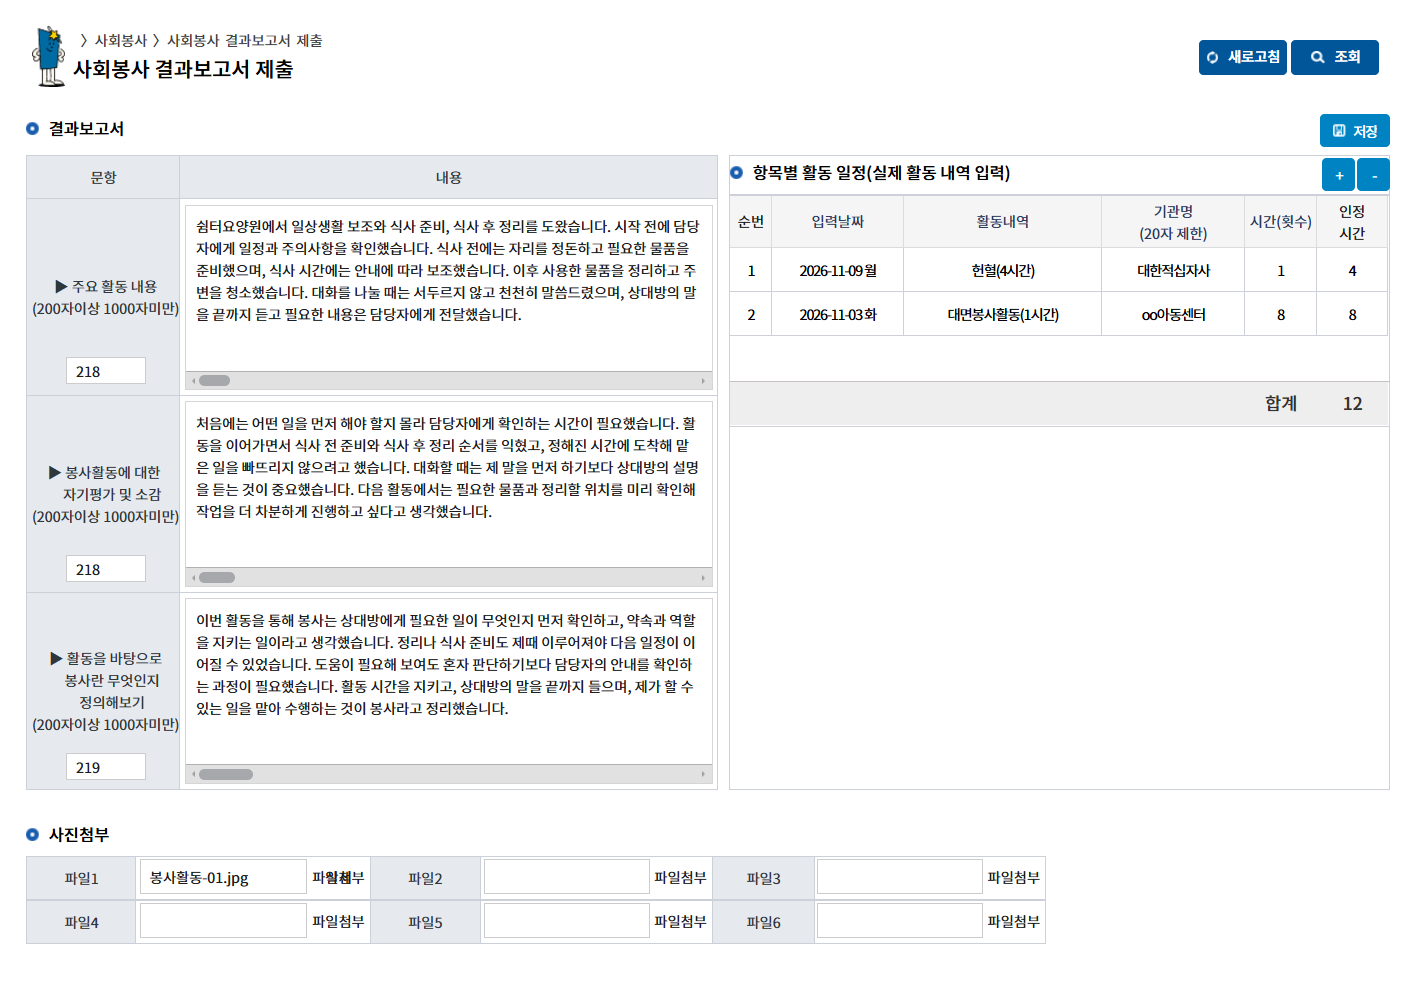 〉 사회봉사 〉 사회봉사 결과보고서 제출
사회봉사 결과보고서 제출
새로고침
조회
결과보고서
저장
문항
내용
▶ 주요 활동 내용
(200자이상 1000자미만)
218
쉼터요양원에서 일상생활 보조와 식사 준비, 식사 후 정리를 도왔습니다. 시작 전에 담당
자에게 일정과 주의사항을 확인했습니다. 식사 전에는 자리를 정돈하고 필요한 물품을
준비했으며, 식사 시간에는 안내에 따라 보조했습니다. 이후 사용한 물품을 정리하고 주
변을 청소했습니다. 대화를 나눌 때는 서두르지 않고 천천히 말씀드렸으며, 상대방의 말
을 끝까지 듣고 필요한 내용은 담당자에게 전달했습니다.
▶ 봉사활동에 대한
자기평가 및 소감
(200자이상 1000자미만)
218
처음에는 어떤 일을 먼저 해야 할지 몰라 담당자에게 확인하는 시간이 필요했습니다. 활
동을 이어가면서 식사 전 준비와 식사 후 정리 순서를 익혔고, 정해진 시간에 도착해 맡
은 일을 빠뜨리지 않으려고 했습니다. 대화할 때는 제 말을 먼저 하기보다 상대방의 설명
을 듣는 것이 중요했습니다. 다음 활동에서는 필요한 물품과 정리할 위치를 미리 확인해
작업을 더 차분하게 진행하고 싶다고 생각했습니다.
▶ 활동을 바탕으로
봉사란 무엇인지
정의해보기
(200자이상 1000자미만)
219
이번 활동을 통해 봉사는 상대방에게 필요한 일이 무엇인지 먼저 확인하고, 약속과 역할
을 지키는 일이라고 생각했습니다. 정리나 식사 준비도 제때 이루어져야 다음 일정이 이
어질 수 있었습니다. 도움이 필요해 보여도 혼자 판단하기보다 담당자의 안내를 확인하
는 과정이 필요했습니다. 활동 시간을 지키고, 상대방의 말을 끝까지 들으며, 제가 할 수
있는 일을 맡아 수행하는 것이 봉사라고 정리했습니다.
항목별 활동 일정(실제 활동 내역 입력)
+
-
순번 입력날짜 활동내역 기관명 (20자 제한) 시간(횟수) 인정 시간
1 2026-11-09 월 헌혈(4시간) 대한적십자사 1 4
2 2026-11-03 화 대면봉사활동(1시간) oo아동센터 8 8
합계 12
사진첨부
파일1 봉사활동-01.jpg 파일첨부 파일2 파일첨부 파일3 파일첨부
파일4 파일첨부 파일5 파일첨부 파일6 파일첨부